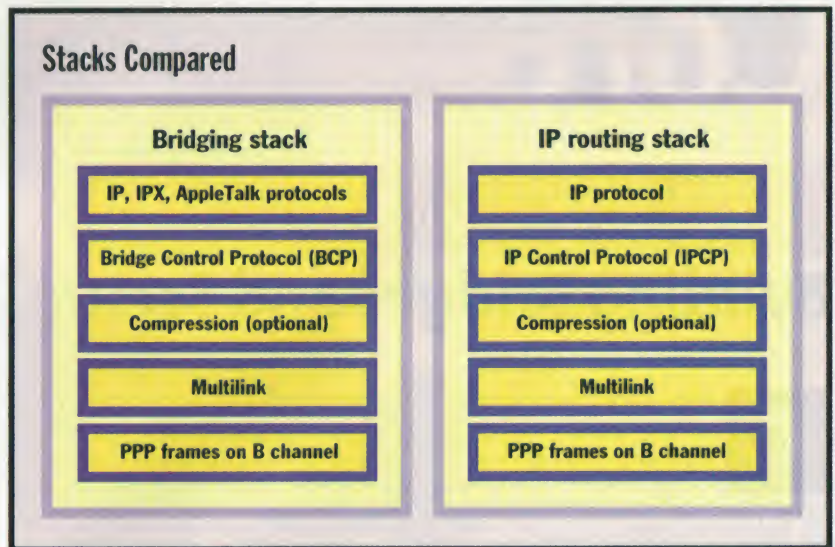 Stacks Compared
Bridging stack
IP, IPX, AppleTalk protocols
Bridge Control Protocol (BCP)
Compression (optional)
Multilink
PPP frames on B channel
IP routing stack
IP protocol
IP Control Protocol (IPCP)
Compression (optional)
Multilink
PPP frames on B channel